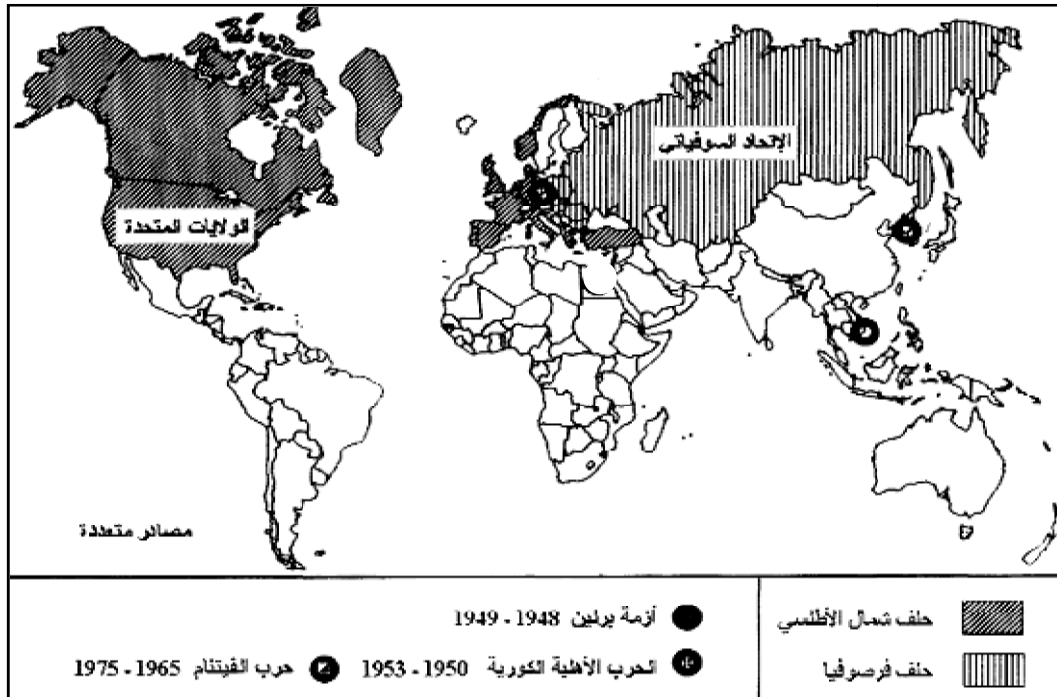 الإتحاد السوفياتي
الولايات المتحدة
مصادر متعددة
حلف شمال الأطلسي
حلف فرصوفيا
أزمة برلين 1948 - 1949
الحرب الأهلية الكورية 1950 - 1953
حرب الفيتنام 1965 - 1975